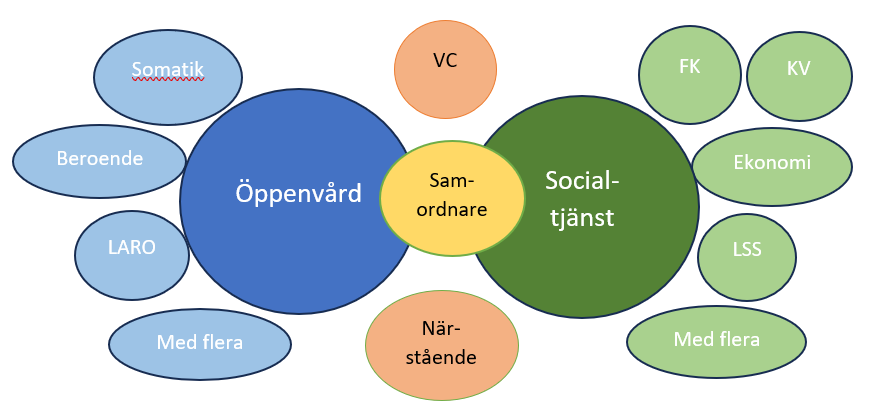 Somatik
Beroende
LARO
Med flera
Öppenvård
VC
Sam-
ordnare
När-
stående
Social-
tjänst
FK
KV
Ekonomi
LSS
Med flera